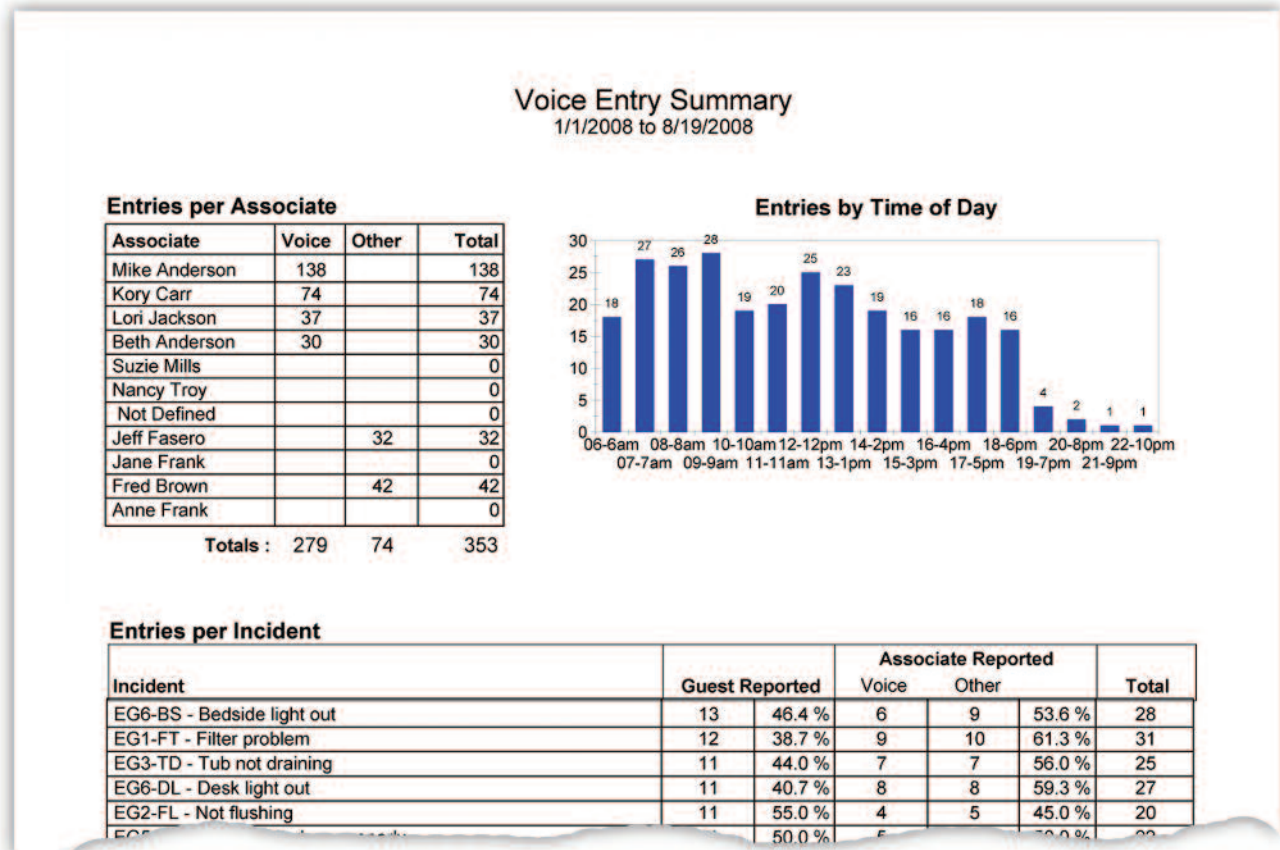 Voice Entry Summary
1/1/2008 to 8/19/2008
Entries per Associate
Associate Voice Other Total
Mike Anderson 138 138
Kory Carr 74 74
Lori Jackson 37 37
Beth Anderson 30 30
Suzie Mills 0
Nancy Troy 0
Not Defined 0
Jeff Fasero 32 32
Jane Frank 0
Fred Brown 42 42
Anne Frank 0
Totals : 279 74 353
Entries by Time of Day
30
25
20
15
10
5
0
18 27 26 28 19 20 25 23 19 16 16 18 16 4 2 1 1
06-6am 08-8am 10-10am 12-12pm 14-2pm 16-4pm 18-6pm 20-8pm 22-10pm
07-7am 09-9am 11-11am 13-1pm 15-3pm 17-5pm 19-7pm 21-9pm
Entries per Incident
Associate Reported
Incident Guest Reported Voice Other Total
EG6-BS - Bedside light out 13 46.4 % 6 9 53.6 % 28
EG1-FT - Filter problem 12 38.7 % 9 10 61.3 % 31
EG3-TD - Tub not draining 11 44.0 % 7 7 56.0 % 25
EG6-DL - Desk light out 11 40.7 % 8 8 59.3 % 27
EG2-FL - Not flushing 11 55.0 % 4 5 45.0 % 20
50.0 %